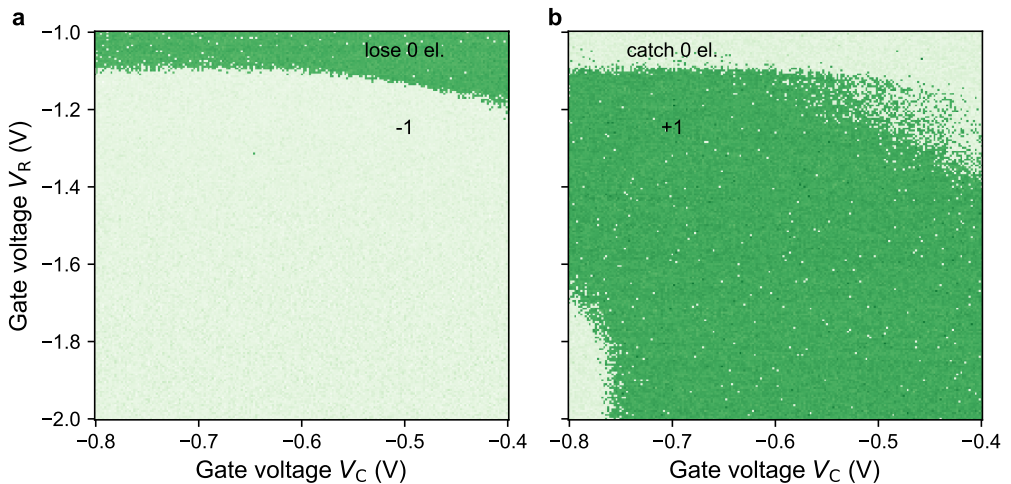 a
b
lose 0 el.
-1
−1.0
−1.2
−1.4
−1.6
−1.8
−2.0
Gate voltage V_R (V)
−0.8
−0.7
−0.6
−0.5
−0.4
Gate voltage V_C (V)
catch 0 el.
+1
−0.8
−0.7
−0.6
−0.5
−0.4
Gate voltage V_C (V)